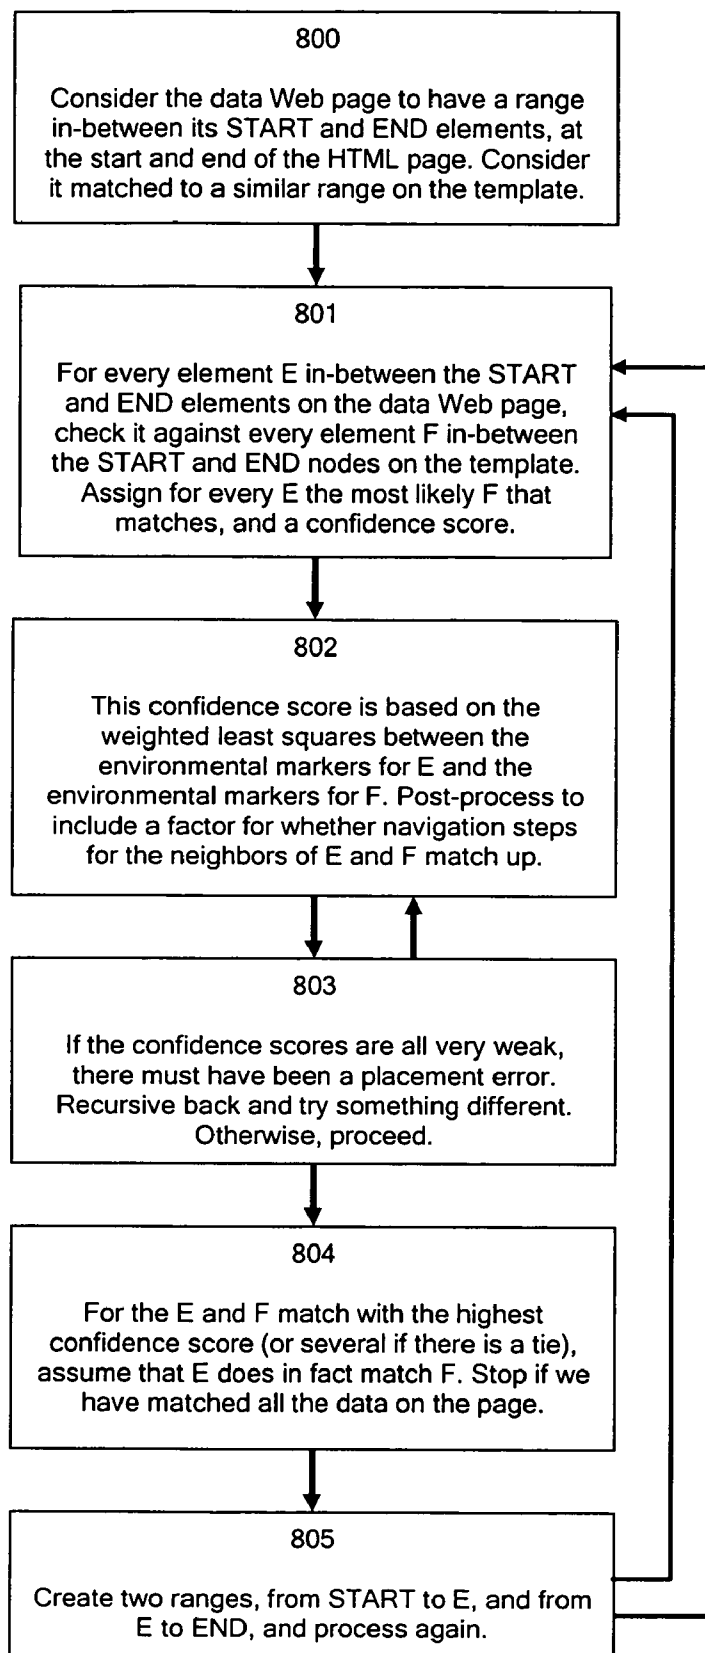 800
Consider the data Web page to have a range
in-between its START and END elements, at
the start and end of the HTML page. Consider
it matched to a similar range on the template.
801
For every element E in-between the START
and END elements on the data Web page,
check it against every element F in-between
the START and END nodes on the template.
Assign for every E the most likely F that
matches, and a confidence score.
802
This confidence score is based on the
weighted least squares between the
environmental markers for E and the
environmental markers for F. Post-process to
include a factor for whether navigation steps
for the neighbors of E and F match up.
803
If the confidence scores are all very weak,
there must have been a placement error.
Recursive back and try something different.
Otherwise, proceed.
804
For the E and F match with the highest
confidence score (or several if there is a tie),
assume that E does in fact match F. Stop if we
have matched all the data on the page.
805
Create two ranges, from START to E, and from
E to END, and process again.